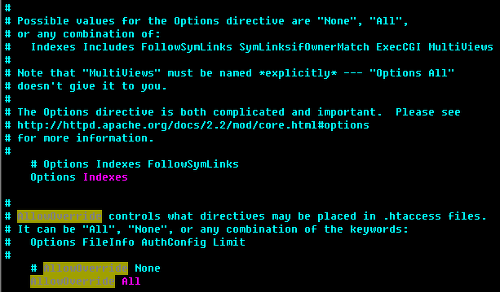 #
# Possible values for the Options directive are "None", "All",
# or any combination of:
#   Indexes Includes FollowSymLinks SymLinksifOwnerMatch ExecCGI MultiViews
#
# Note that "MultiViews" must be named *explicitly* --- "Options All"
# doesn't give it to you.
#
# The Options directive is both complicated and important.  Please see
# http://httpd.apache.org/docs/2.2/mod/core.html#options
# for more information.
#
    # Options Indexes FollowSymLinks
    Options Indexes
#
# AllowOverride controls what directives may be placed in .htaccess files.
# It can be "All", "None", or any combination of the keywords:
#   Options FileInfo AuthConfig Limit
#
    # AllowOverride None
    AllowOverride All